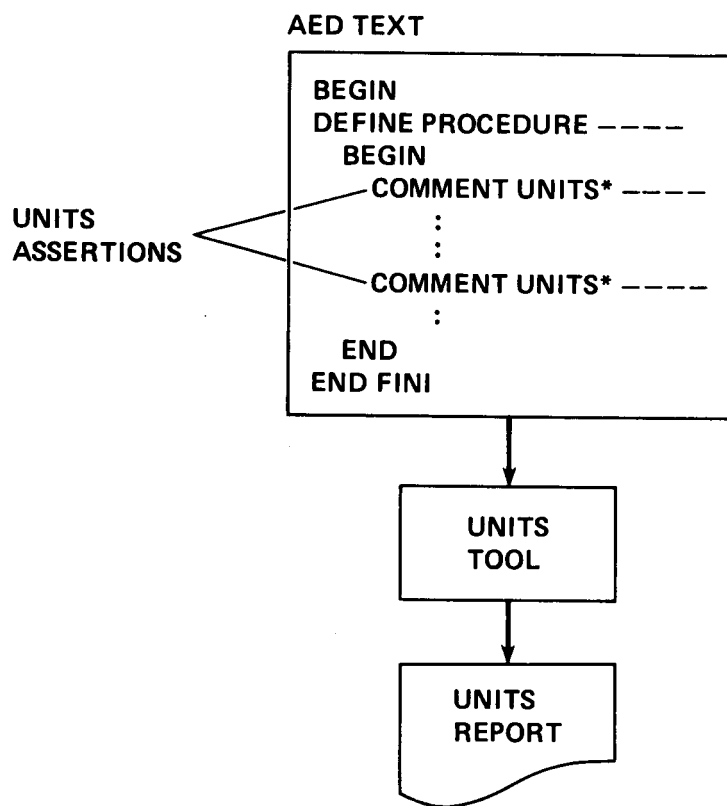 AED TEXT
BEGIN
DEFINE PROCEDURE ----
BEGIN
COMMENT UNITS* ----
UNITS
ASSERTIONS
COMMENT UNITS* ----
END
END FINI
UNITS
TOOL
UNITS
REPORT